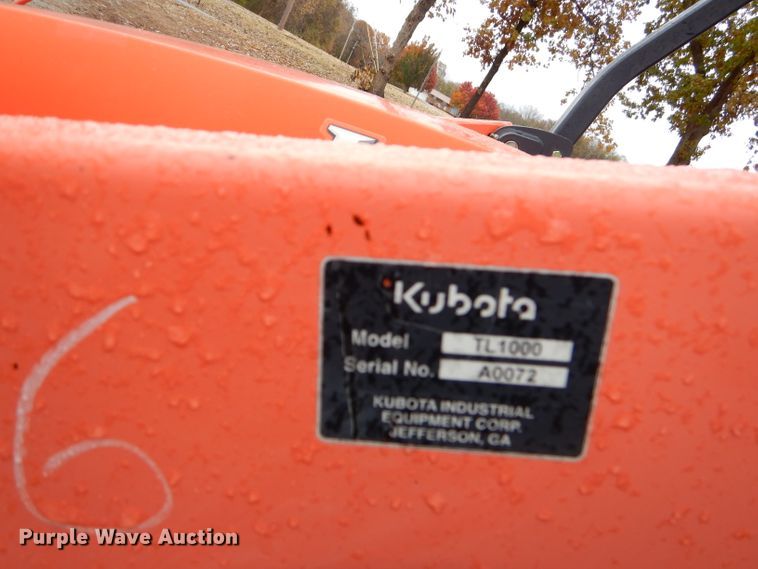 Kubota
Model TL1000
Serial No. A0072
KUBOTA INDUSTRIAL
EQUIPMENT CORP.
JEFFERSON, GA
6
Purple Wave Auction